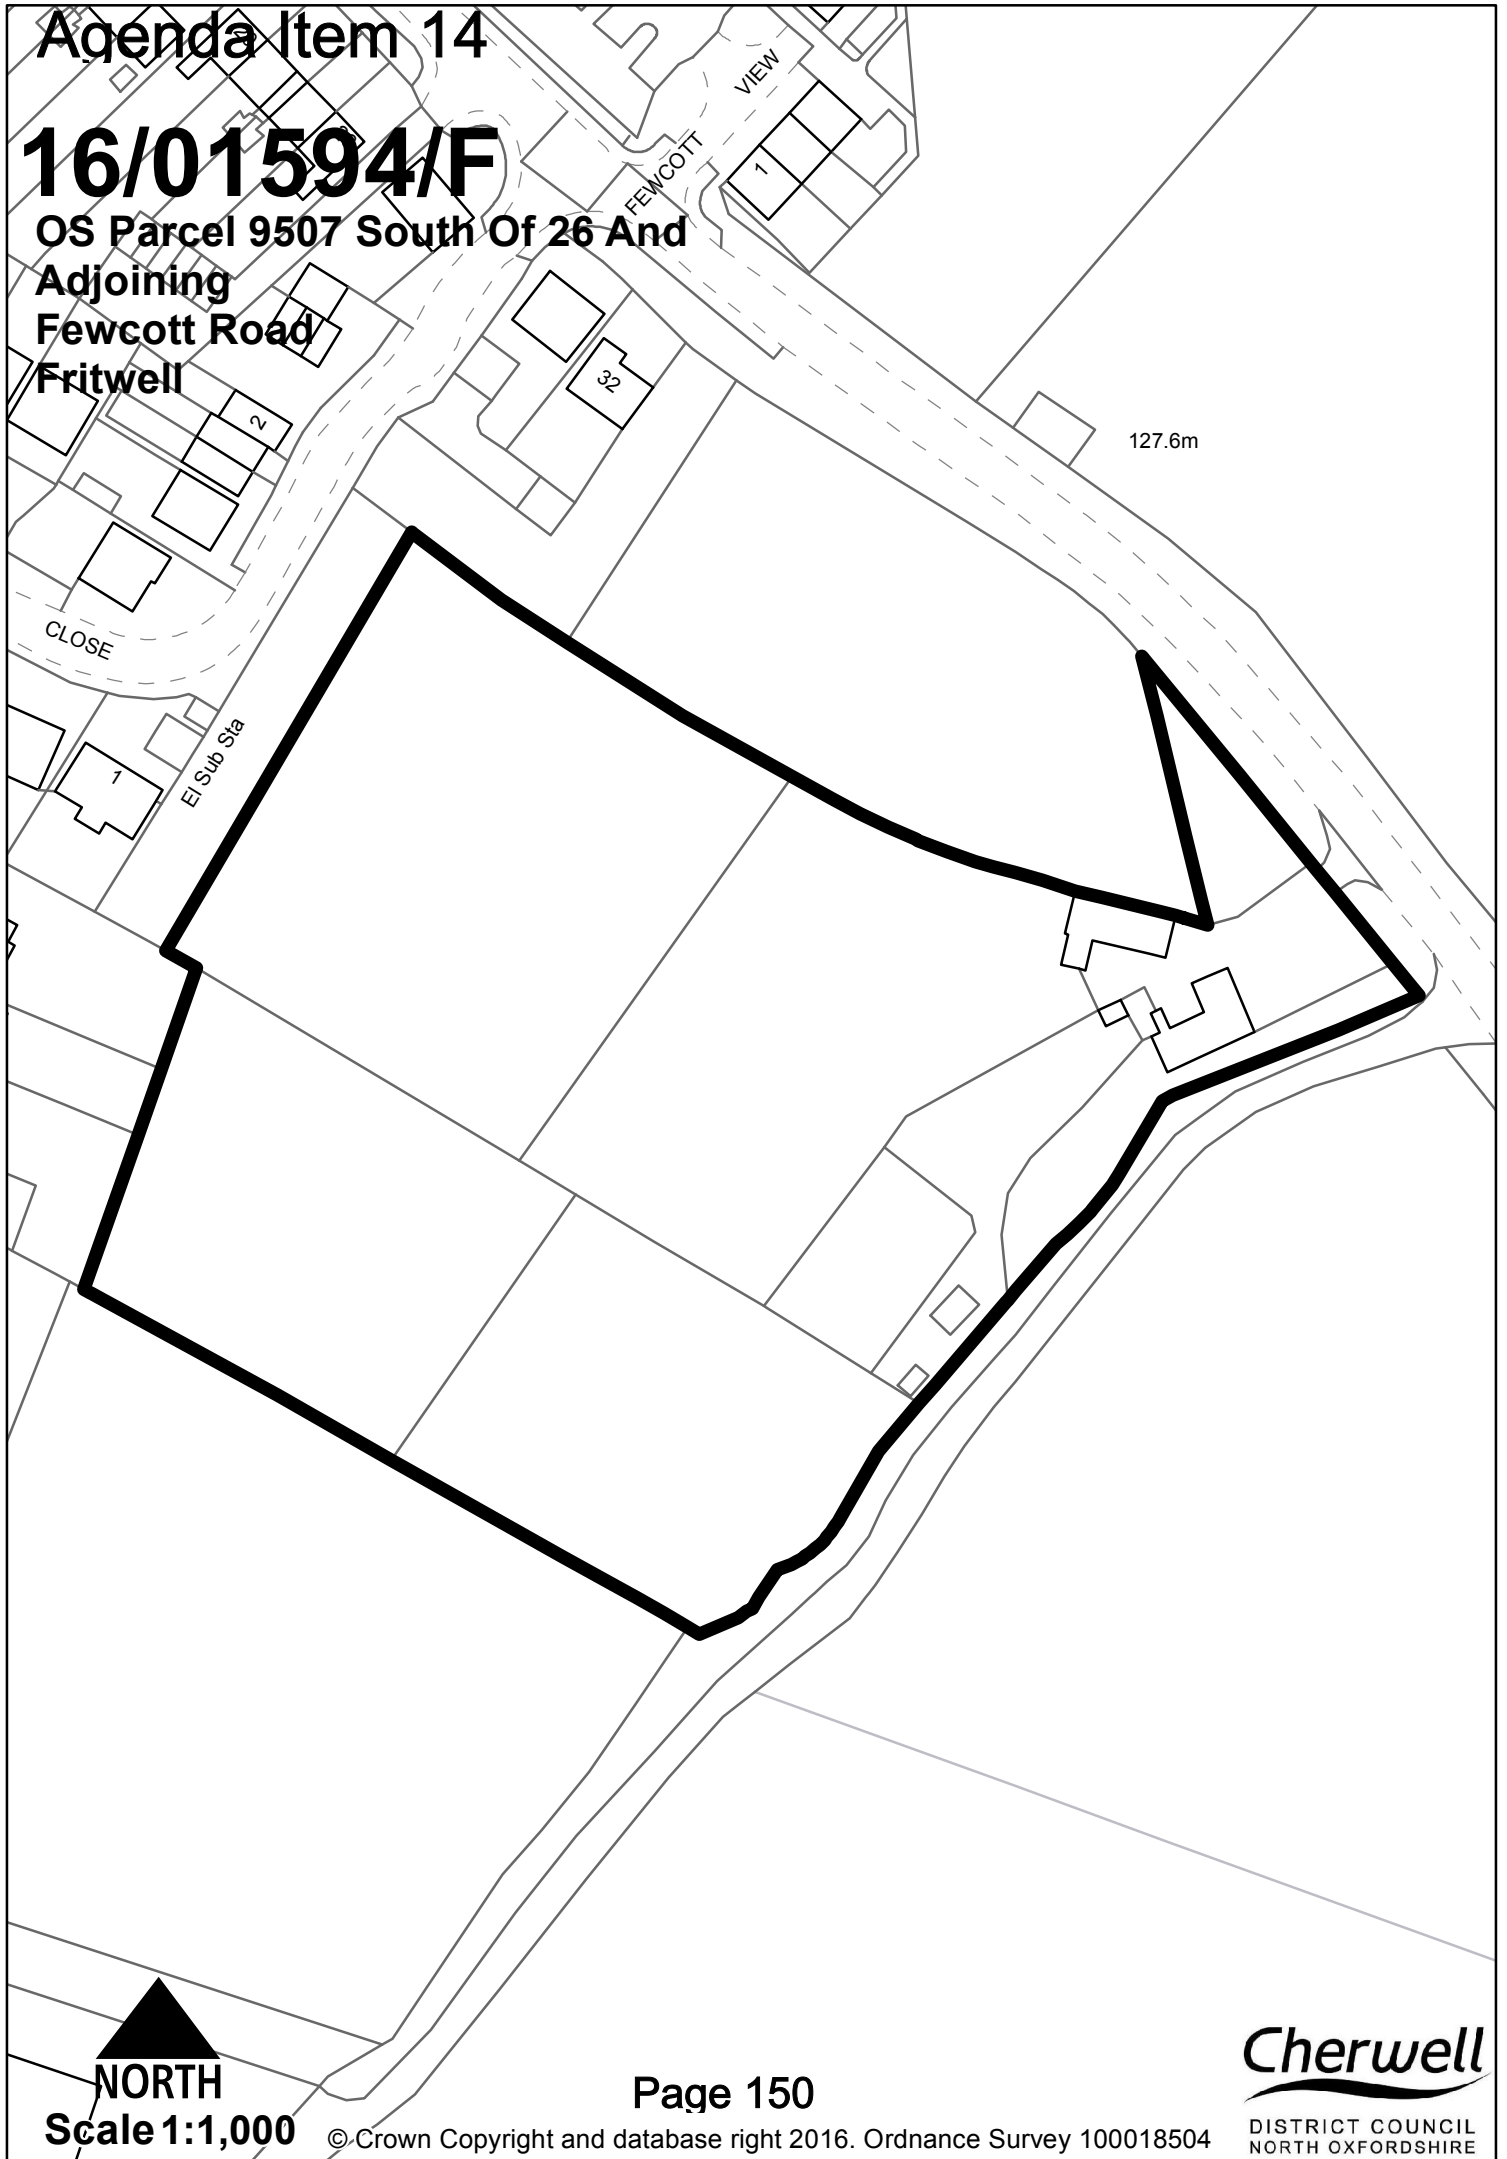 Agenda Item 14
16/01594/F
OS Parcel 9507 South Of 26 And
Adjoining
Fewcott Road
Fritwell
VIEW
FEWCOTT
1
32
2
127.6m
CLOSE
El Sub Sta
1
NORTH
Scale 1:1,000
Page 150
© Crown Copyright and database right 2016. Ordnance Survey 100018504
Cherwell
DISTRICT COUNCIL
NORTH OXFORDSHIRE